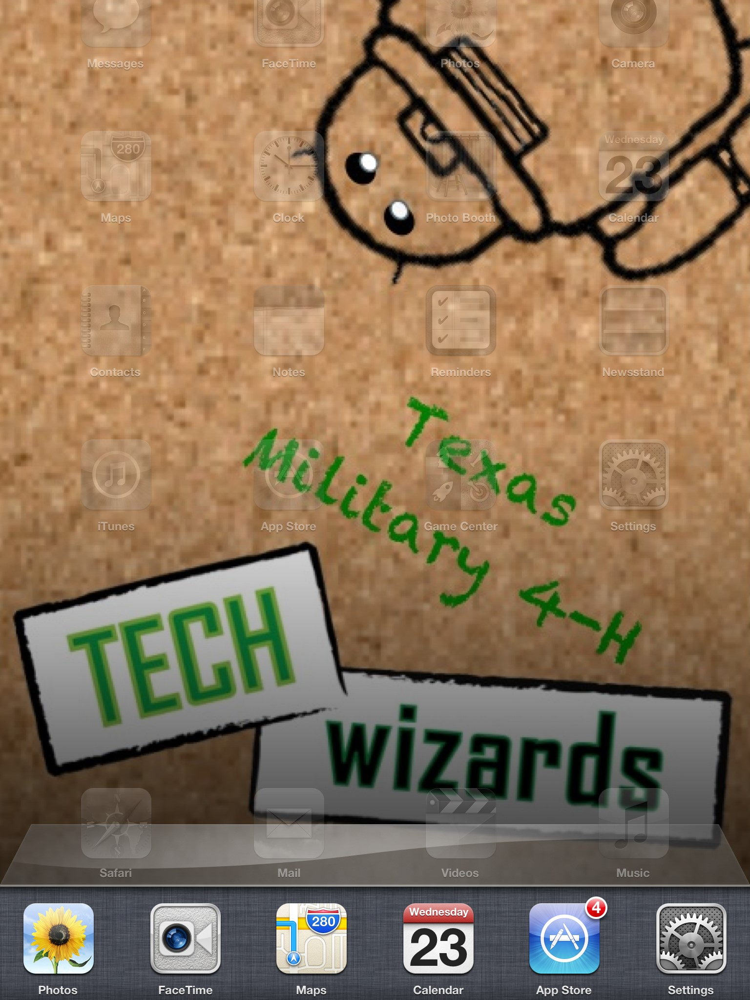 Messages FaceTime Photos Camera
280
Wednesday
23
Maps Clock Photo Booth Calendar
Contacts Notes Reminders Newsstand
Texas
Military 4-H
iTunes App Store Game Center Settings
TECH
wizards
N
S
Safari Mail Videos Music
4
Wednesday
280
23
Photos FaceTime Maps Calendar App Store Settings